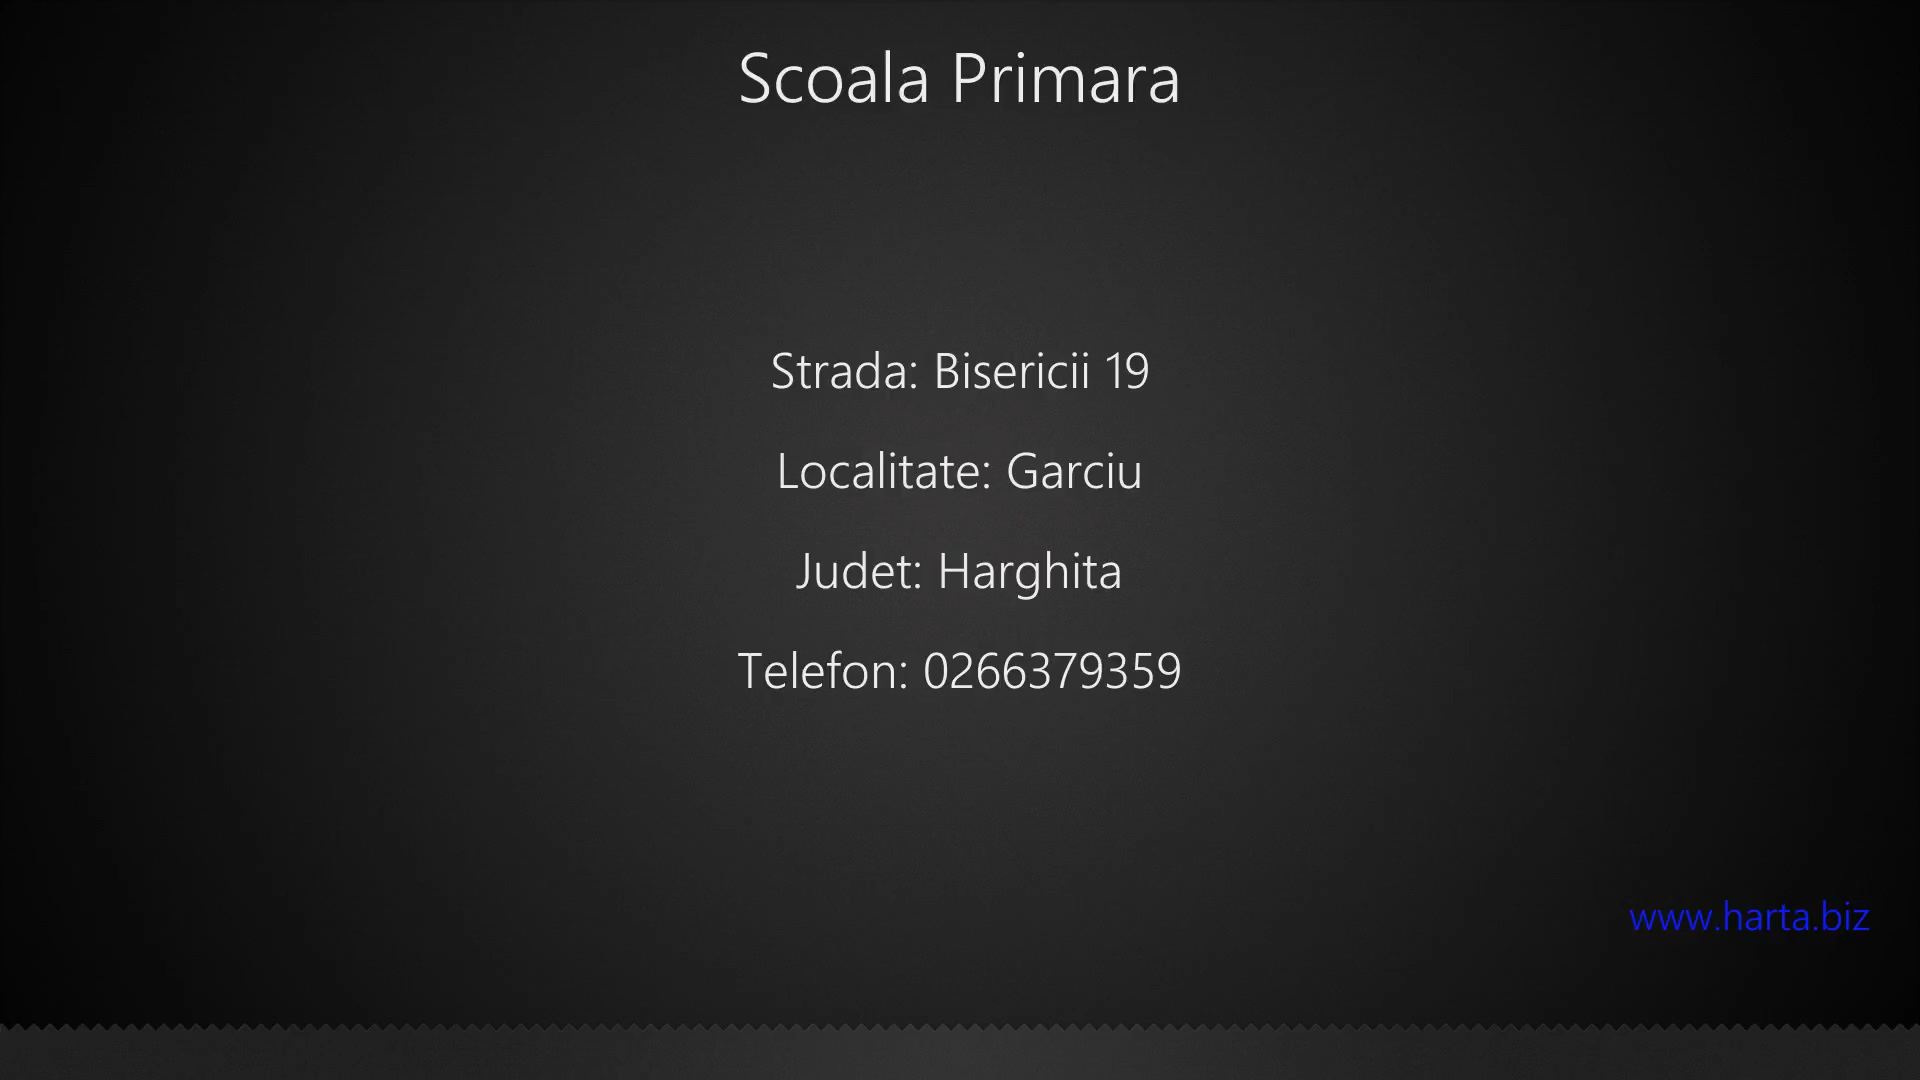 Scoala Primara
Strada: Bisericii 19
Localitate: Garciu
Judet: Harghita
Telefon: 0266379359
www.harta.biz